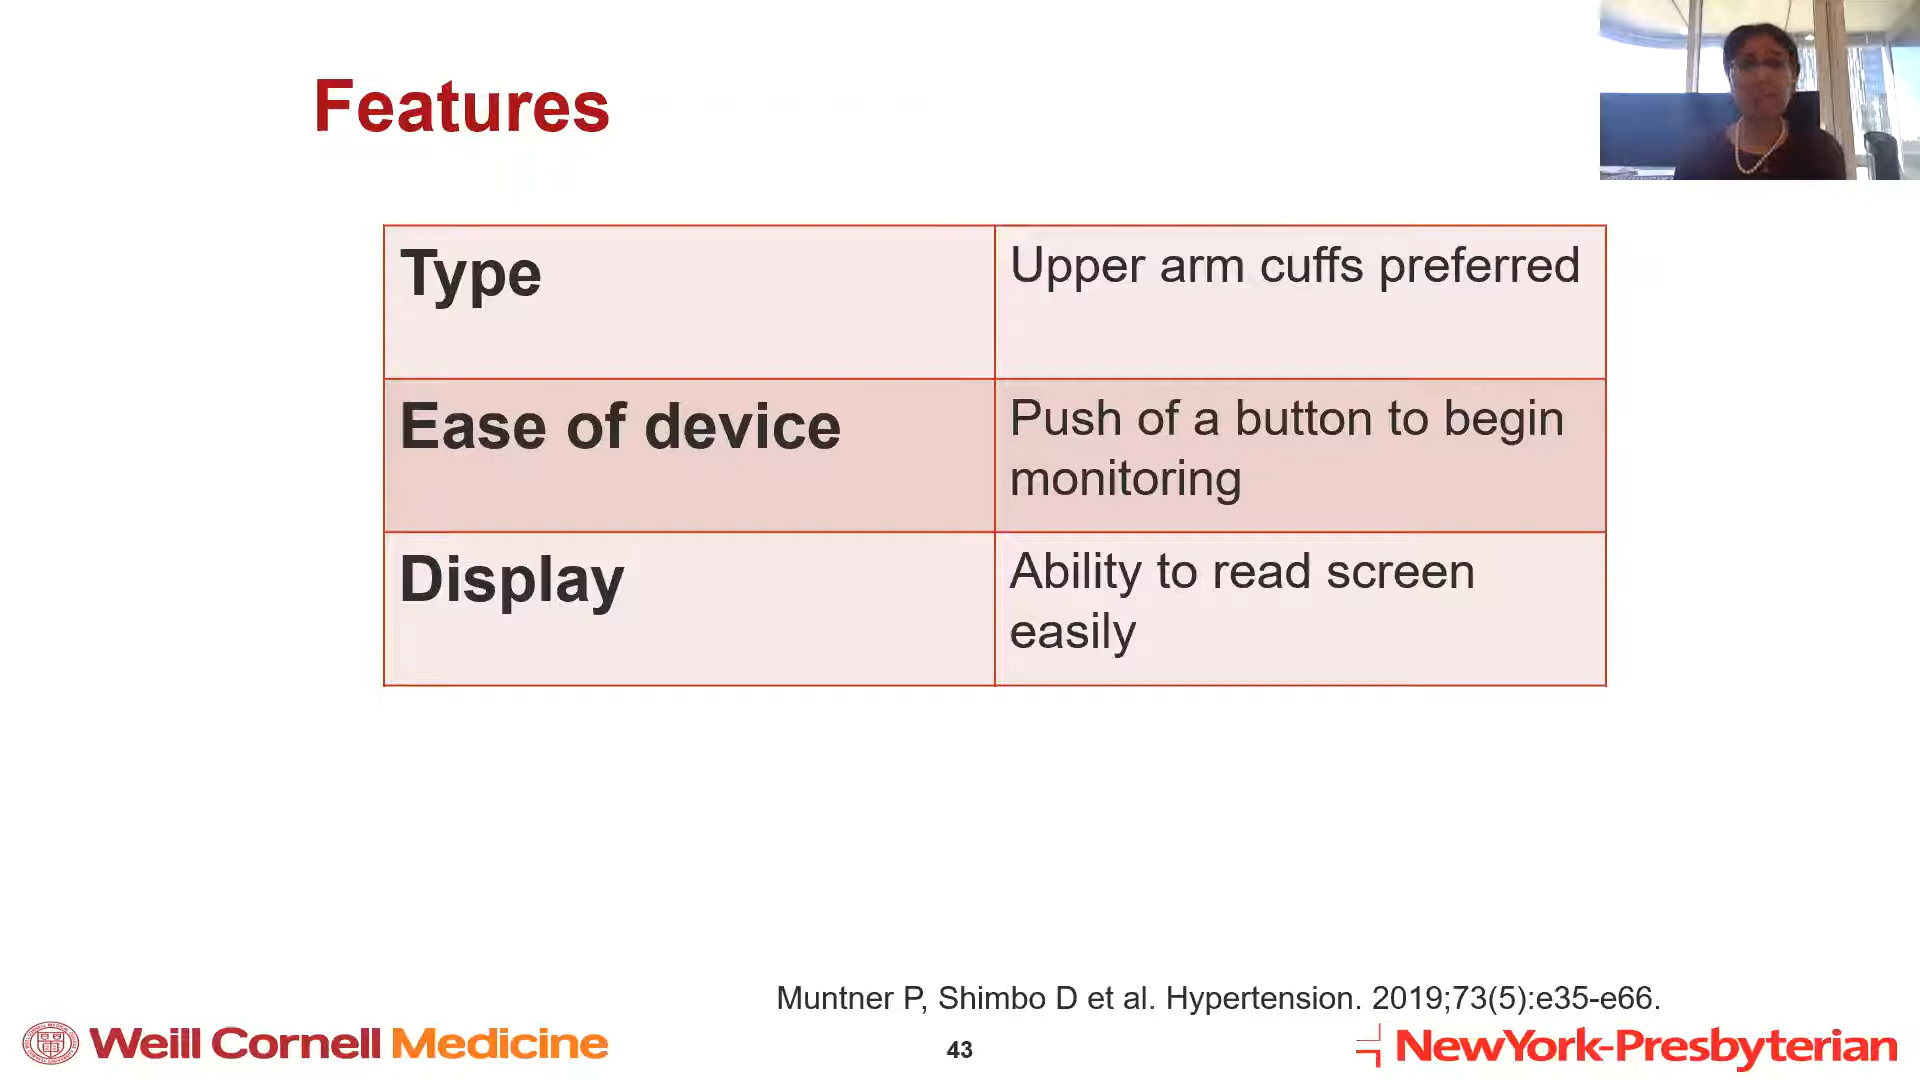 Features
Type
Upper arm cuffs preferred
Ease of device
Push of a button to begin
monitoring
Display
Ability to read screen
easily
Muntner P, Shimbo D et al. Hypertension. 2019;73(5):e35-e66.
Weill Cornell Medicine
43
NewYork-Presbyterian